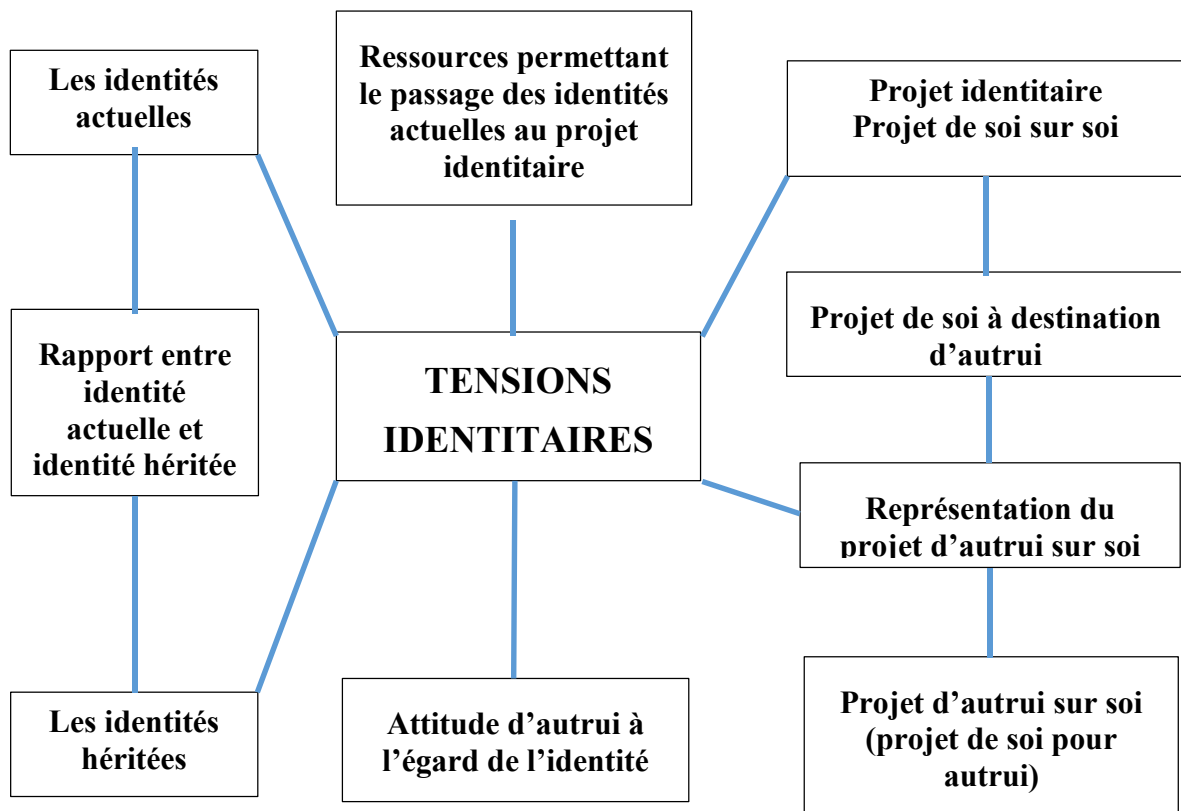 Les identités
actuelles
Ressources permettant
le passage des identités
actuelles au projet
identitaire
Projet identitaire
Projet de soi sur soi
Rapport entre
identité
actuelle et
identité héritée
TENSIONS
IDENTITAIRES
Projet de soi à destination
d’autrui
Représentation du
projet d’autrui sur soi
Les identités
héritées
Attitude d’autrui à
l’égard de l’identité
Projet d’autrui sur soi
(projet de soi pour
autrui)